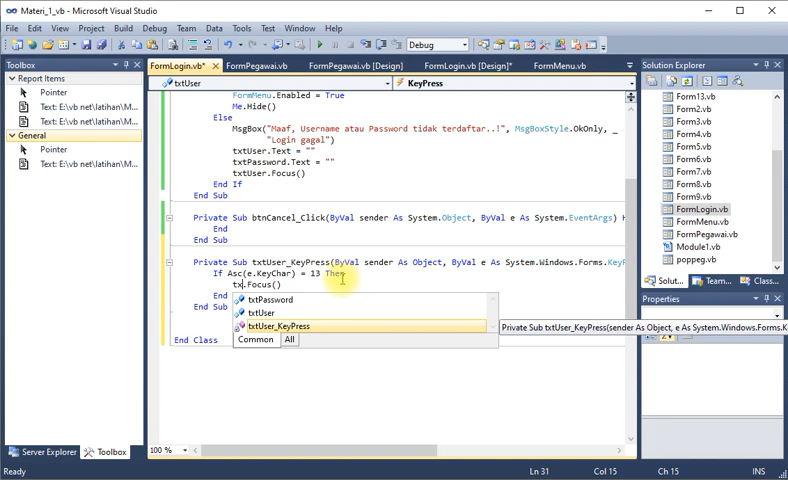 Materi_1_vb - Microsoft Visual Studio
File Edit View Project Build Debug Team Data Tools Test Analyze Window Help
Debug
Toolbox
Report Items
Pointer
Text: E:\vb net\latihan\M...
Text: E:\vb net\latihan\M...
General
Pointer
Text: E:\vb net\latihan\M...
Server Explorer Toolbox
FormLogin.vb* FormPegawai.vb FormPegawai.vb [Design] FormLogin.vb [Design]* FormMenu.vb
txtUser KeyPress
FormMenu.Enabled = True
Me.Hide()
Else
MsgBox("Maaf, Username atau Password tidak terdaftar..!", MsgBoxStyle.OkOnly, _
"Login gagal")
txtUser.Text = ""
txtPassword.Text = ""
txtUser.Focus()
End If
End Sub
Private Sub btnCancel_Click(ByVal sender As System.Object, ByVal e As System.EventArgs) H
End
End Sub
Private Sub txtUser_KeyPress(ByVal sender As Object, ByVal e As System.Windows.Forms.KeyP
If Asc(e.KeyChar) = 13 Then
tx.Focus()
End
End Sub
End Class
txtPassword
txtUser
txtUser_KeyPress
Common All
Private Sub txtUser_KeyPress(sender As Object, e As System.Windows.Forms.K
100 %
Solution Explorer
Form13.vb
Form2.vb
Form3.vb
Form4.vb
Form5.vb
Form6.vb
Form7.vb
Form8.vb
Form9.vb
FormLogin.vb
FormMenu.vb
FormPegawai.vb
Module1.vb
poppeg.vb
Solut... Team... Class...
Properties
Ready Ln 31 Col 15 Ch 15